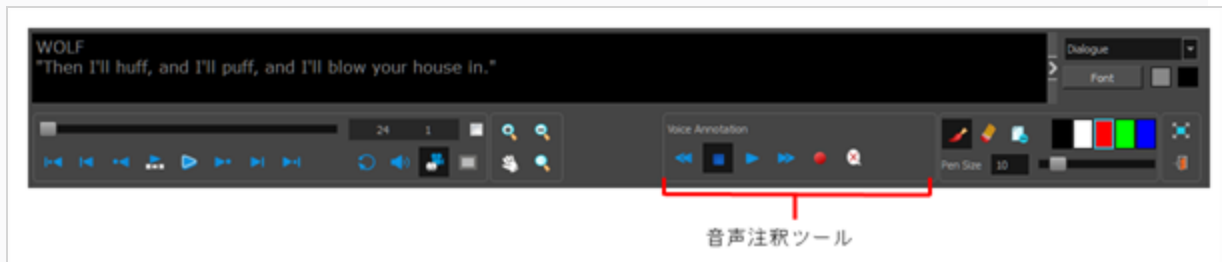 WOLF
"Then I'll huff, and I'll puff, and I'll blow your house in."
Dialogue
Font
24 1
Voice Annotation
Pen Size 10
音声注釈ツール